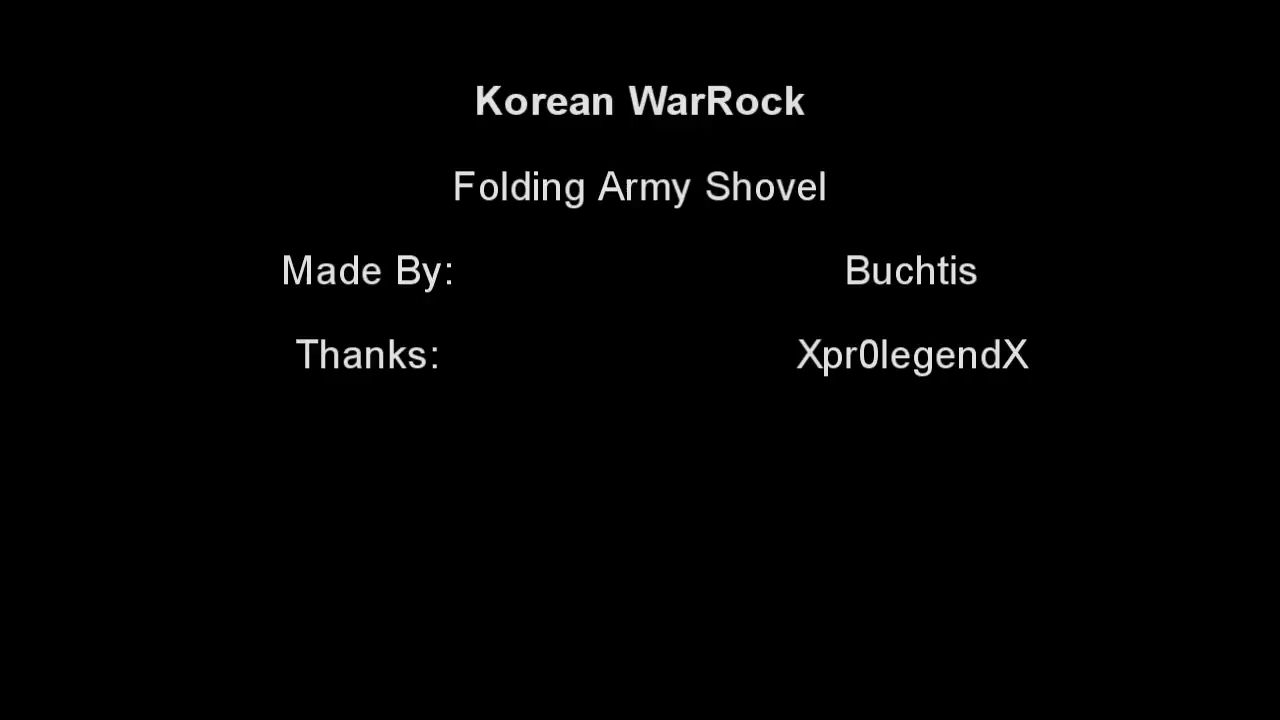 Korean WarRock
Folding Army Shovel
Made By: Buchtis
Thanks: Xpr0legendX